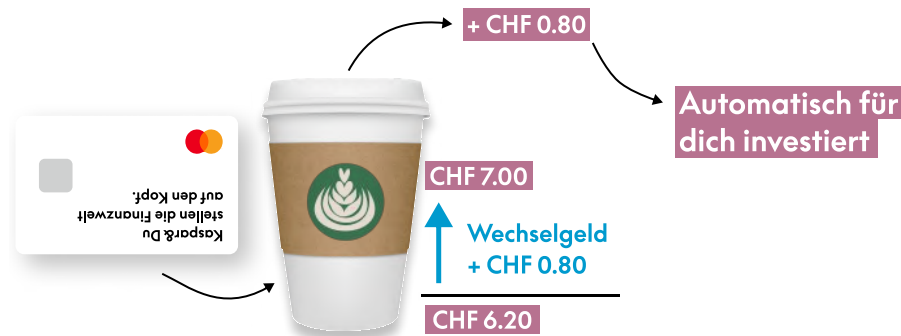 + CHF 0.80
Automatisch für
dich investiert
Kaspar& Du
stellen die Finanzwelt
auf den Kopf.
CHF 7.00
Wechselgeld
+ CHF 0.80
CHF 6.20